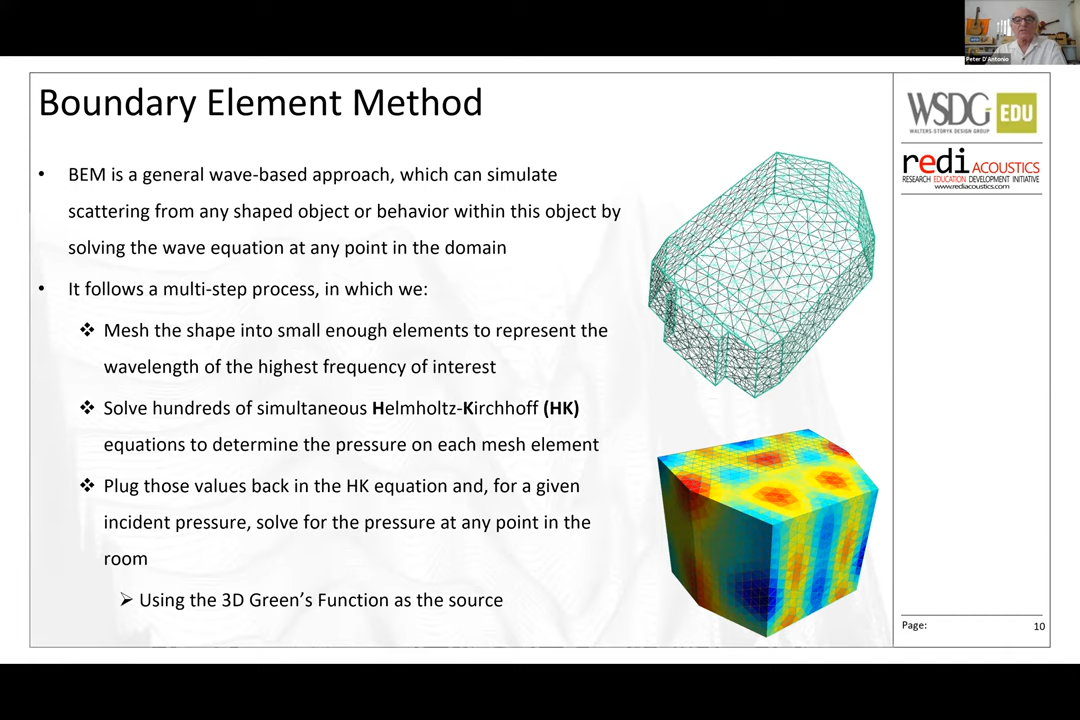 Peter D'Antonio
Boundary Element Method
WSDG EDU
WALTERS-STORYK DESIGN GROUP
redi ACOUSTICS
RESEARCH EDUCATION DEVELOPMENT INITIATIVE
www.rediacoustics.com
• BEM is a general wave-based approach, which can simulate
scattering from any shaped object or behavior within this object by
solving the wave equation at any point in the domain
• It follows a multi-step process, in which we:
❖ Mesh the shape into small enough elements to represent the
wavelength of the highest frequency of interest
❖ Solve hundreds of simultaneous Helmholtz-Kirchhoff (HK)
equations to determine the pressure on each mesh element
❖ Plug those values back in the HK equation and, for a given
incident pressure, solve for the pressure at any point in the
room
➢ Using the 3D Green's Function as the source
Page: 10